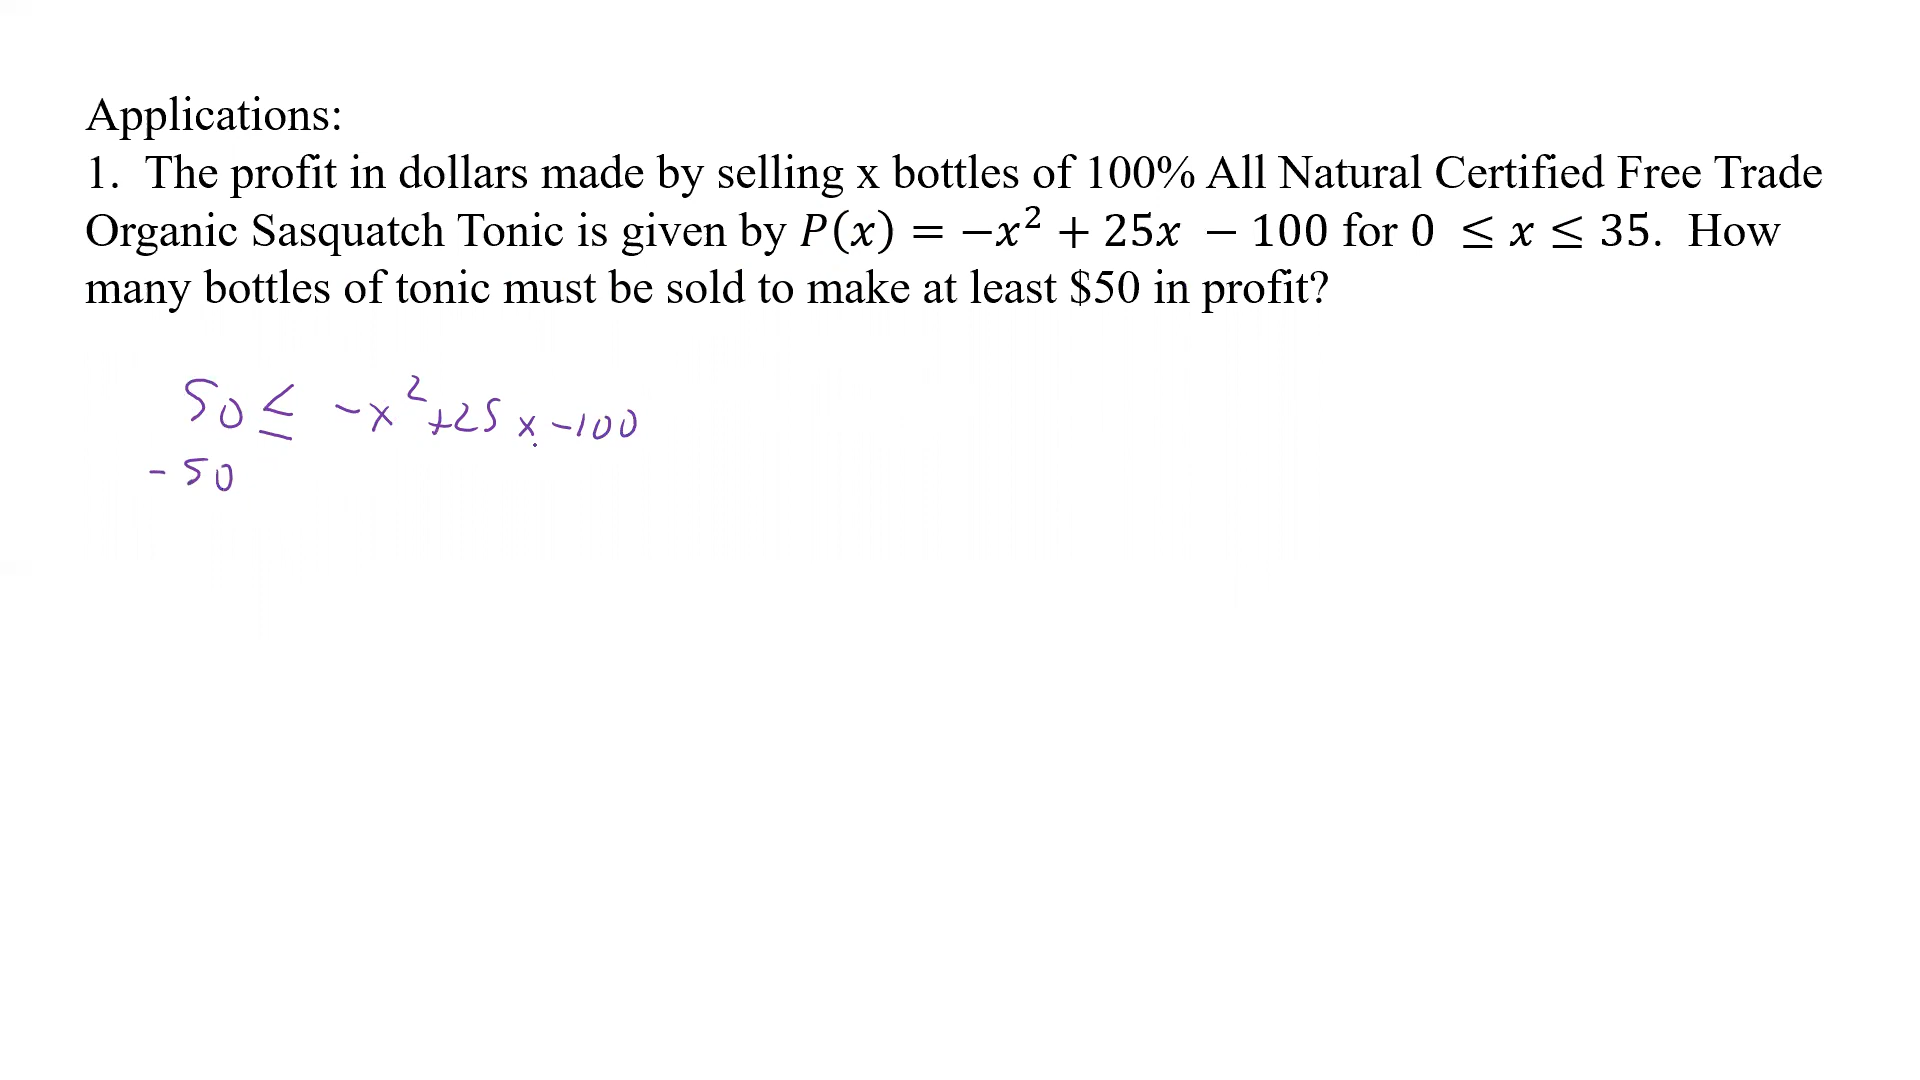 Applications:
1. The profit in dollars made by selling x bottles of 100% All Natural Certified Free Trade
Organic Sasquatch Tonic is given by P(x) = −x² + 25x − 100 for 0 ≤ x ≤ 35. How
many bottles of tonic must be sold to make at least $50 in profit?
50 ≤ -x²+25x-100
-50